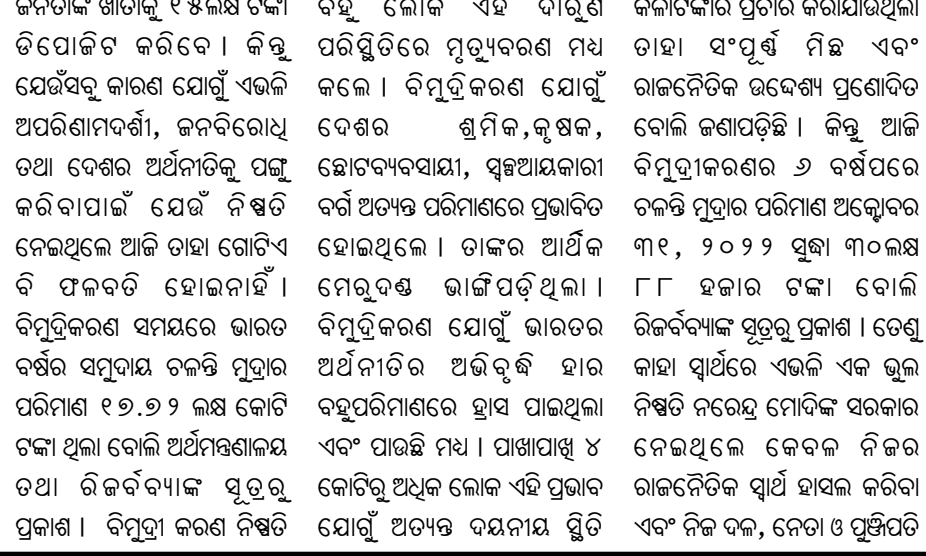 ଜନତାଙ୍କ ଖାତାକୁ ୧୫ଲକ୍ଷ ଟଙ୍କା
ଡିପୋଜିଟ କରିବେ। କିନ୍ତୁ
ଯେଉଁସବୁ କାରଣ ଯୋଗୁଁ ଏଭଳି
ଅପରିଣାମଦର୍ଶୀ, ଜନବିରୋଧି
ତଥା ଦେଶର ଅର୍ଥନୀତିକୁ ପଙ୍ଗୁ
କରିବାପାଇଁ ଯେଉଁ ନିଷ୍ପତି
ନେଇଥିଲେ ଆଜି ତାହା ଗୋଟିଏ
ବି ଫଳବତି ହୋଇନାହିଁ।
ବିମୁଦ୍ରିକରଣ ସମୟରେ ଭାରତ
ବର୍ଷର ସମୁଦାୟ ଚଳନ୍ତି ମୁଦ୍ରାର
ପରିମାଣ ୧୭.୭୨ ଲକ୍ଷ କୋଟି
ଟଙ୍କା ଥିଲା ବୋଲି ଅର୍ଥମନ୍ତ୍ରଣାଳୟ
ତଥା ରିଜର୍ବବ୍ୟାଙ୍କ ସୂତ୍ରରୁ
ପ୍ରକାଶ। ବିମୁଦ୍ରୀ କରଣ ନିଷ୍ପତି
ବହୁ ଲୋକ ଏହି ଦାରୁଣ
ପରିସ୍ଥିତିରେ ମୃତ୍ୟୁବରଣ ମଧ୍ୟ
କଲେ। ବିମୁଦ୍ରିକରଣ ଯୋଗୁଁ
ଦେଶର ଶ୍ରମିକ,କୃଷକ,
ଛୋଟବ୍ୟବସାୟୀ, ସ୍ୱଳ୍ପଆୟକାରୀ
ବର୍ଗ ଅତ୍ୟନ୍ତ ପରିମାଣରେ ପ୍ରଭାବିତ
ହୋଇଥିଲେ। ତାଙ୍କର ଆର୍ଥିକ
ମେରୁଦଣ୍ଡ ଭାଙ୍ଗିପଡ଼ିଥିଲା।
ବିମୁଦ୍ରିକରଣ ଯୋଗୁଁ ଭାରତର
ଅର୍ଥନୀତିର ଅଭିବୃଦ୍ଧି ହାର
ବହୁପରିମାଣରେ ହ୍ରାସ ପାଇଥିଲା
ଏବଂ ପାଉଛି ମଧ୍ୟ। ପାଖାପାଖି ୪
କୋଟିରୁ ଅଧିକ ଲୋକ ଏହି ପ୍ରଭାବ
ଯୋଗୁଁ ଅତ୍ୟନ୍ତ ଦୟନୀୟ ସ୍ଥିତି
କଳାଟଙ୍କାର ପ୍ରଚାର କରାଯାଉଥିଲା
ତାହା ସଂପୂର୍ଣ୍ଣ ମିଛ ଏବଂ
ରାଜନୈତିକ ଉଦ୍ଦେଶ୍ୟ ପ୍ରଣୋଦିତ
ବୋଲି ଜଣାପଡ଼ିଛି। କିନ୍ତୁ ଆଜି
ବିମୁଦ୍ରୀକରଣର ୬ ବର୍ଷପରେ
ଚଳନ୍ତି ମୁଦ୍ରାର ପରିମାଣ ଅକ୍ଟୋବର
୩୧, ୨୦୨୨ ସୁଦ୍ଧା ୩୦ଲକ୍ଷ
୮୮ ହଜାର ଟଙ୍କା ବୋଲି
ରିଜର୍ବବ୍ୟାଙ୍କ ସୂତ୍ରରୁ ପ୍ରକାଶ। ତେଣୁ
କାହା ସ୍ୱାର୍ଥରେ ଏଭଳି ଏକ ଭୁଲ
ନିଷ୍ପତି ନରେନ୍ଦ୍ର ମୋଦିଙ୍କ ସରକାର
ନେଇଥିଲେ କେବଳ ନିଜର
ରାଜନୈତିକ ସ୍ୱାର୍ଥ ହାସଲ କରିବା
ଏବଂ ନିଜ ଦଳ, ନେତା ଓ ପୁଞ୍ଜିପତି